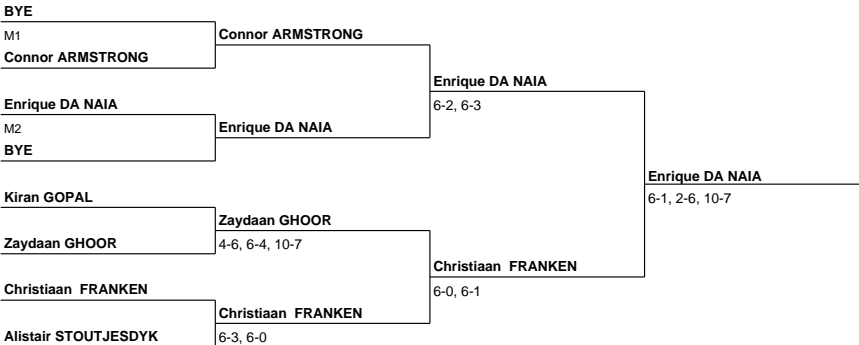 BYE
M1
Connor ARMSTRONG
Connor ARMSTRONG
Enrique DA NAIA
6-2, 6-3
Enrique DA NAIA
M2
Enrique DA NAIA
BYE
Enrique DA NAIA
6-1, 2-6, 10-7
Kiran GOPAL
Zaydaan GHOOR
Zaydaan GHOOR
4-6, 6-4, 10-7
Christiaan  FRANKEN
6-0, 6-1
Christiaan  FRANKEN
Christiaan  FRANKEN
Alistair STOUTJESDYK
6-3, 6-0